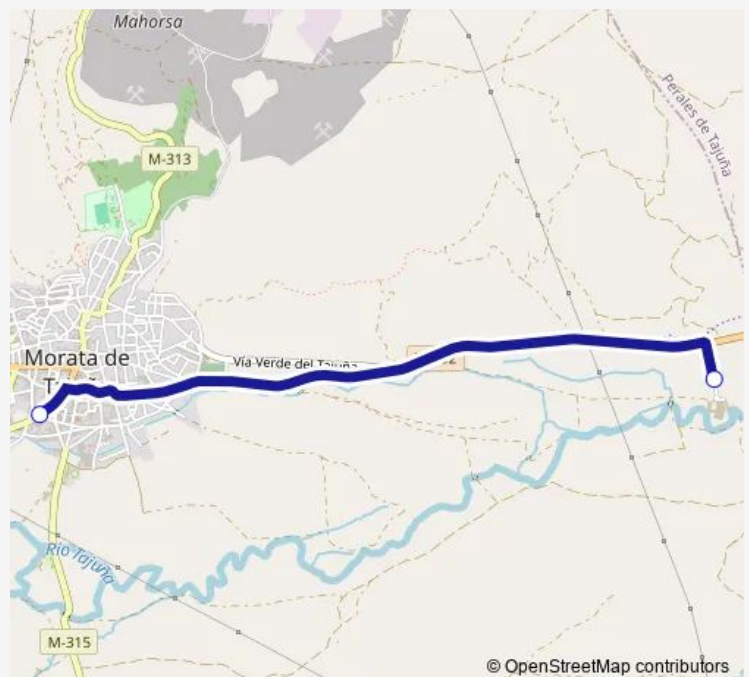 Mahorsa
Perales de Tajuña
M-313
Morata de
Vía Verde del Tajuña
Río Tajuña
M-315
© OpenStreetMap contributors